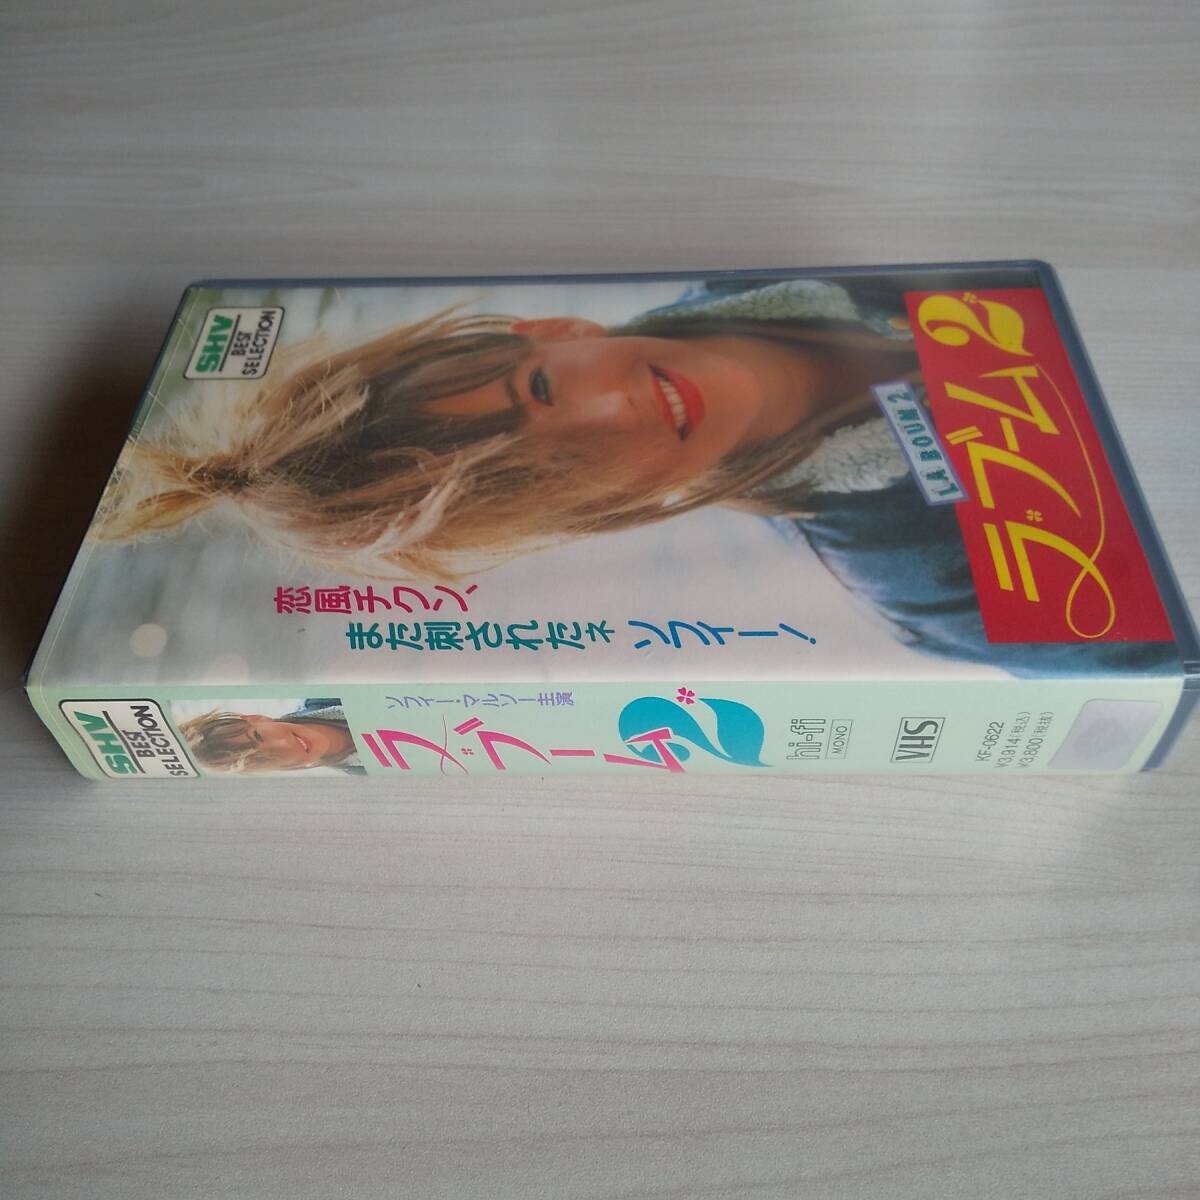 SHV
BEST
SELECTION
恋風チクン、
また刺されたネ ソフィー!
LA BOUM 2
ラ・ブーム2
SHV
BEST
SELECTION
ソフィー・マルソー主演
ラ・ブーム2
hi-fi
MONO
VHS
KF-0622
¥3,914(税込)
¥3,800(税抜)